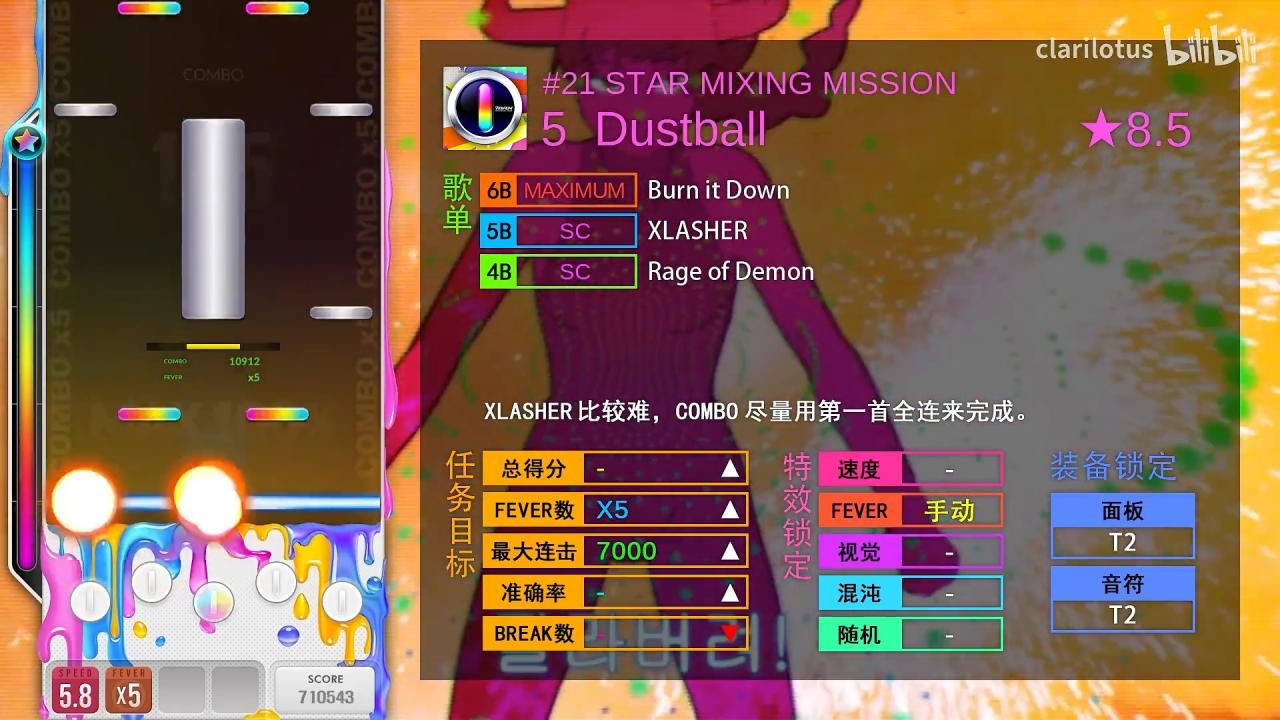 clarilotus bilibili
#21 STAR MIXING MISSION
5 Dustball
★8.5
歌单
6B MAXIMUM Burn it Down
5B SC XLASHER
4B SC Rage of Demon
XLASHER 比较难，COMBO 尽量用第一首全连来完成。
任务目标
总得分 - ▲
FEVER数 X5 ▲
最大连击 7000 ▲
准确率 - ▲
BREAK数 - ▼
特效锁定
速度 -
FEVER 手动
视觉 -
混沌 -
随机 -
装备锁定
面板
T2
音符
T2
COMBO
COMBO 10912
FEVER x5
COMBO x5
SPEED 5.8
FEVER x5
SCORE
710543